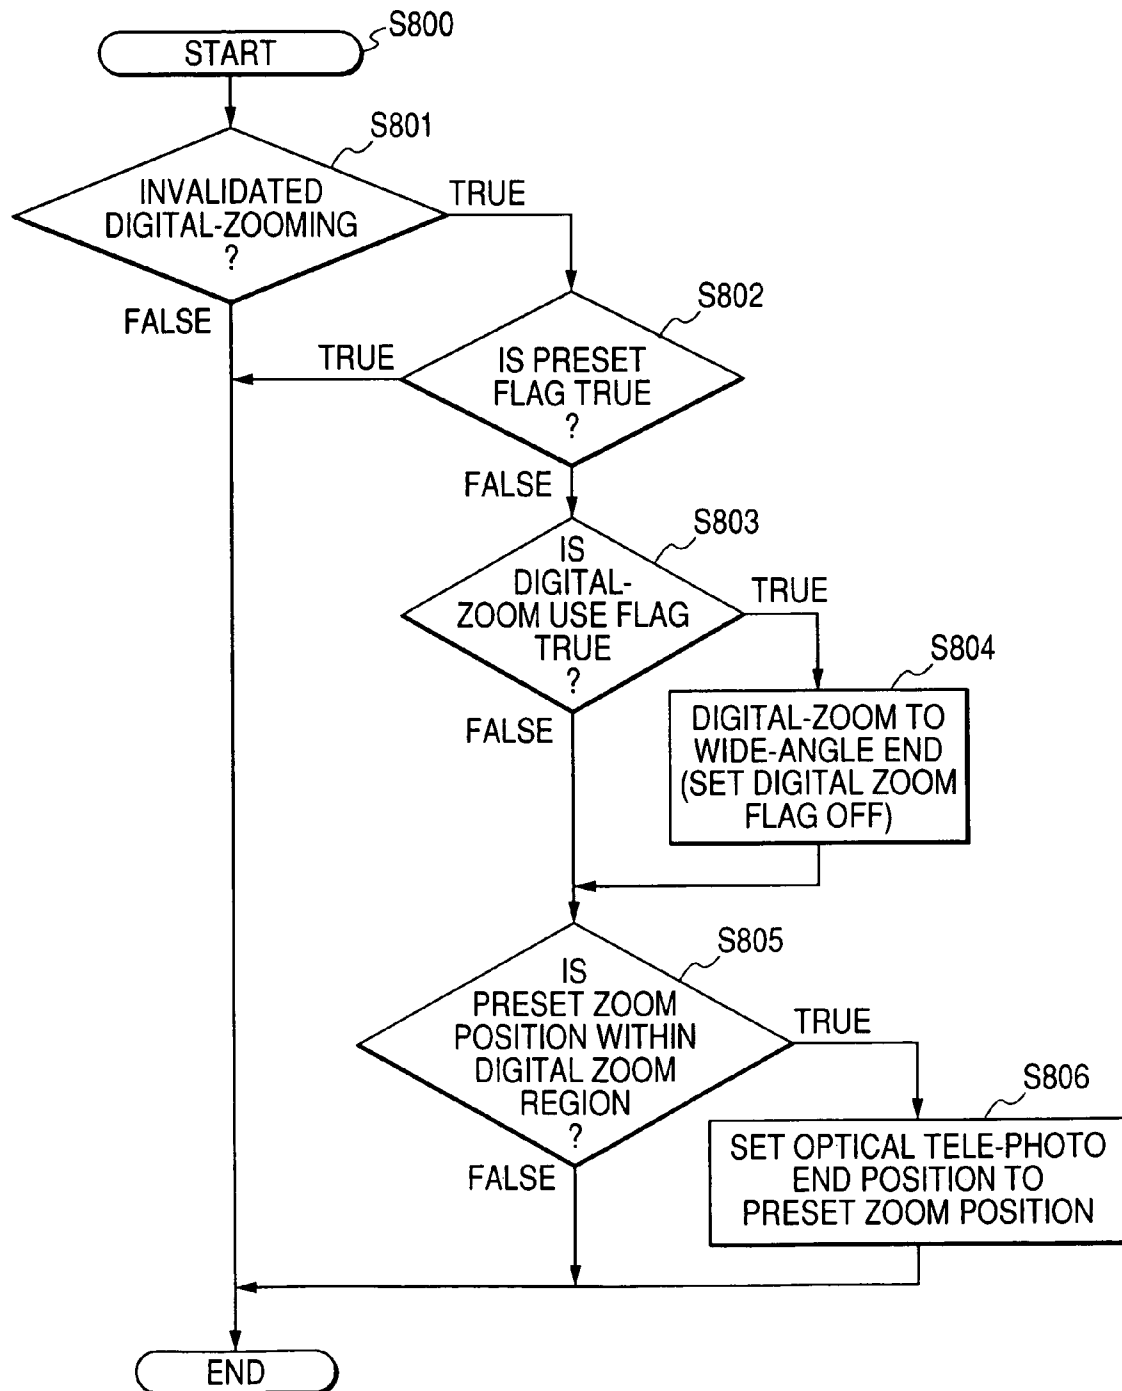 S800
START
S801
INVALIDATED
DIGITAL-ZOOMING
?
TRUE
FALSE
S802
TRUE
IS PRESET
FLAG TRUE
?
FALSE
S803
IS
DIGITAL-
ZOOM USE FLAG
TRUE
?
TRUE
FALSE
S804
DIGITAL-ZOOM TO
WIDE-ANGLE END
(SET DIGITAL ZOOM
FLAG OFF)
S805
IS
PRESET ZOOM
POSITION WITHIN
DIGITAL ZOOM
REGION
?
TRUE
FALSE
S806
SET OPTICAL TELE-PHOTO
END POSITION TO
PRESET ZOOM POSITION
END